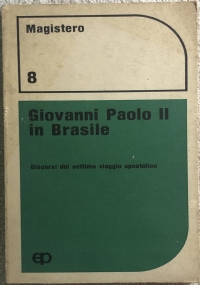 Magistero
8
Giovanni Paolo II
in Brasile
Discorsi del settimo viaggio apostolico
ep